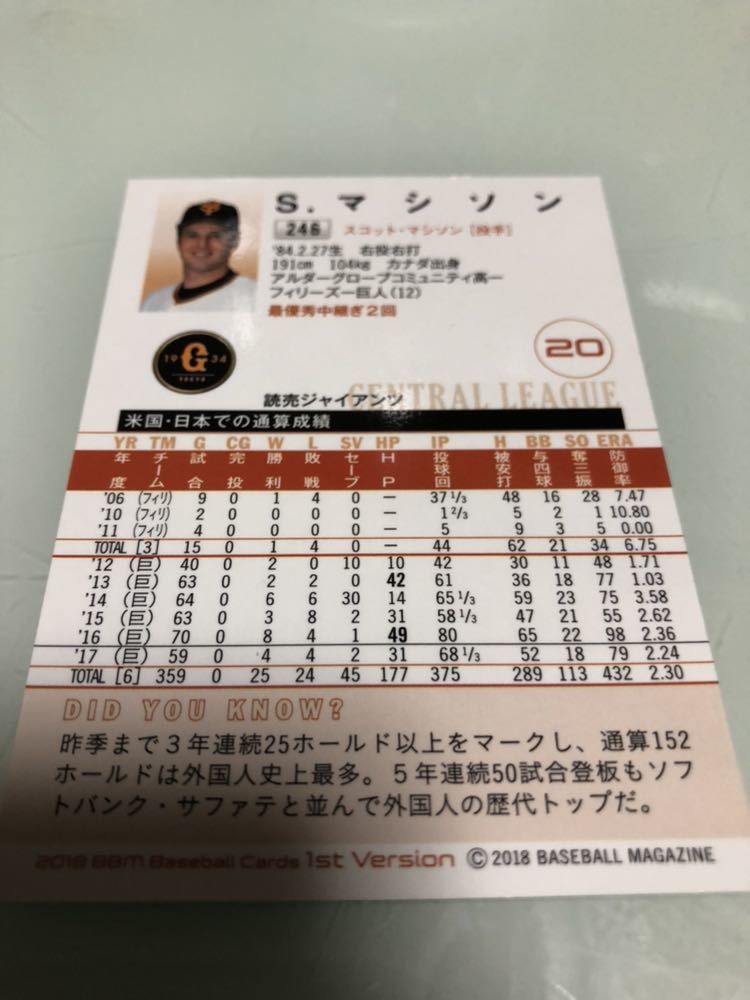 S.マシソン
246 スコット・マシソン [投手]
'84.2.27生 右投右打
191cm 104kg カナダ出身
アルダーグローブコミュニティ高―
フィリーズ―巨人(12)
最優秀中継ぎ2回
19 G 34
TOKYO
20
読売ジャイアンツ
CENTRAL LEAGUE
米国・日本での通算成績
YR TM G CG W L SV HP IP H BB SO ERA
年度 チーム 試合 完投 勝利 敗戦 セーブ HP 投球回 被安打 与四球 奪三振 防御率
'06 (フィリ) 9 0 1 4 0 ― 37 1/3 48 16 28 7.47
'10 (フィリ) 2 0 0 0 0 ― 1 2/3 5 2 1 10.80
'11 (フィリ) 4 0 0 0 0 ― 5 9 3 5 0.00
TOTAL [3] 15 0 1 4 0 ― 44 62 21 34 6.75
'12 (巨) 40 0 2 0 10 10 42 30 11 48 1.71
'13 (巨) 63 0 2 2 0 42 61 36 18 77 1.03
'14 (巨) 64 0 6 6 30 14 65 1/3 59 23 75 3.58
'15 (巨) 63 0 3 8 2 31 58 1/3 47 21 55 2.62
'16 (巨) 70 0 8 4 1 49 80 65 22 98 2.36
'17 (巨) 59 0 4 4 2 31 68 1/3 52 18 79 2.24
TOTAL [6] 359 0 25 24 45 177 375 289 113 432 2.30
DID YOU KNOW?
昨季まで3年連続25ホールド以上をマークし、通算152
ホールドは外国人史上最多。5年連続50試合登板もソフ
トバンク・サファテと並んで外国人の歴代トップだ。
2018 BBM Baseball Cards 1st Version © 2018 BASEBALL MAGAZINE